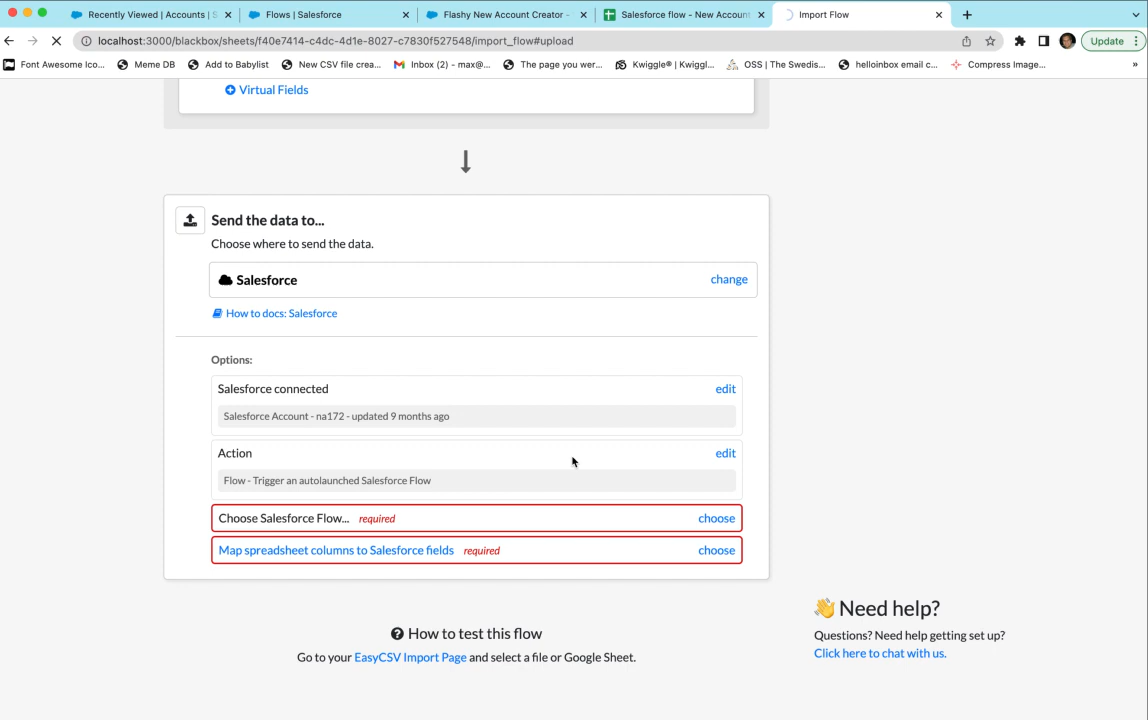 Recently Viewed | Accounts | S
Flows | Salesforce
Flashy New Account Creator -
Salesforce flow - New Account
Import Flow
localhost:3000/blackbox/sheets/f40e7414-c4dc-4d1e-8027-c7830f527548/import_flow#upload
Update
Font Awesome Ico...
Meme DB
Add to Babylist
New CSV file crea...
Inbox (2) - max@...
The page you wer...
Kwiggle® | Kwiggl...
OSS | The Swedis...
helloinbox email c...
Compress Image...
»
Virtual Fields
Send the data to...
Choose where to send the data.
Salesforce change
How to docs: Salesforce
Options:
Salesforce connected edit
Salesforce Account - na172 - updated 9 months ago
Action edit
Flow - Trigger an autolaunched Salesforce Flow
Choose Salesforce Flow... required choose
Map spreadsheet columns to Salesforce fields required choose
👋 Need help?
Questions? Need help getting set up?
Click here to chat with us.
How to test this flow
Go to your EasyCSV Import Page and select a file or Google Sheet.